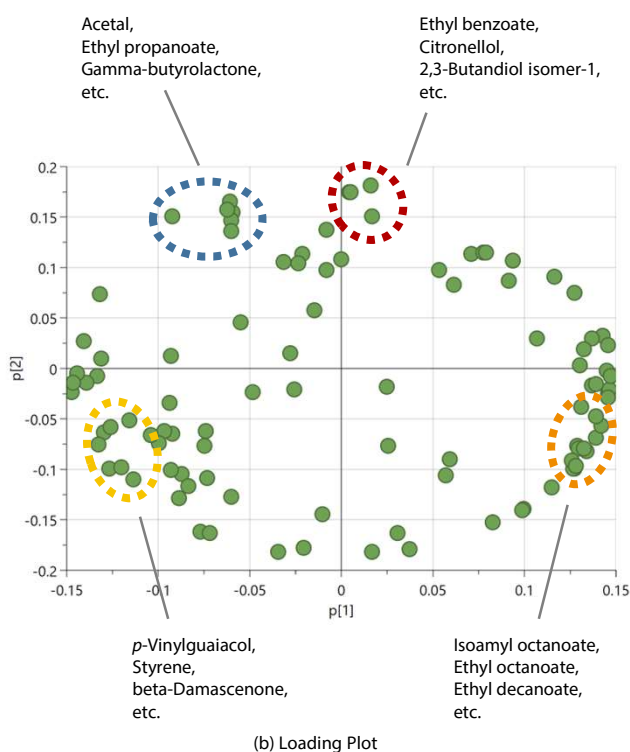 Acetal,
Ethyl propanoate,
Gamma-butyrolactone,
etc.
Ethyl benzoate,
Citronellol,
2,3-Butandiol isomer-1,
etc.
0.2
0.15
0.1
0.05
0
-0.05
-0.1
-0.15
-0.2
p[2]
-0.15
-0.1
-0.05
0
0.05
0.1
0.15
p[1]
p-Vinylguaiacol,
Styrene,
beta-Damascenone,
etc.
Isoamyl octanoate,
Ethyl octanoate,
Ethyl decanoate,
etc.
(b) Loading Plot